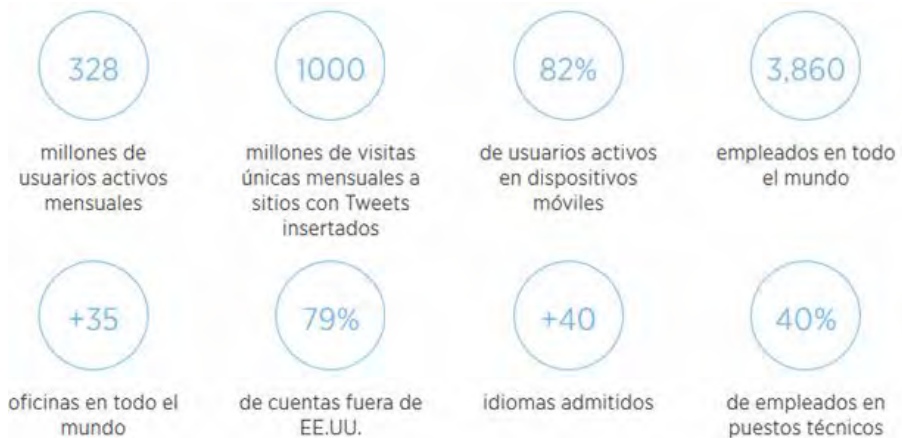 328
millones de
usuarios activos
mensuales
1000
millones de visitas
únicas mensuales a
sitios con Tweets
insertados
82%
de usuarios activos
en dispositivos
móviles
3,860
empleados en todo
el mundo
+35
oficinas en todo el
mundo
79%
de cuentas fuera de
EE.UU.
+40
idiomas admitidos
40%
de empleados en
puestos técnicos